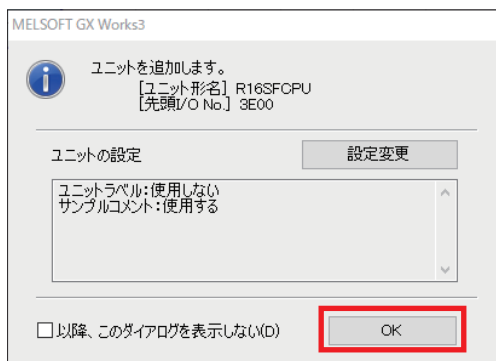 MELSOFT GX Works3
ユニットを追加します。
[ユニット形名] R16SFCPU
[先頭I/O No.] 3E00
ユニットの設定
設定変更
ユニットラベル:使用しない
サンプルコメント:使用する
以降、このダイアログを表示しない(D)
OK